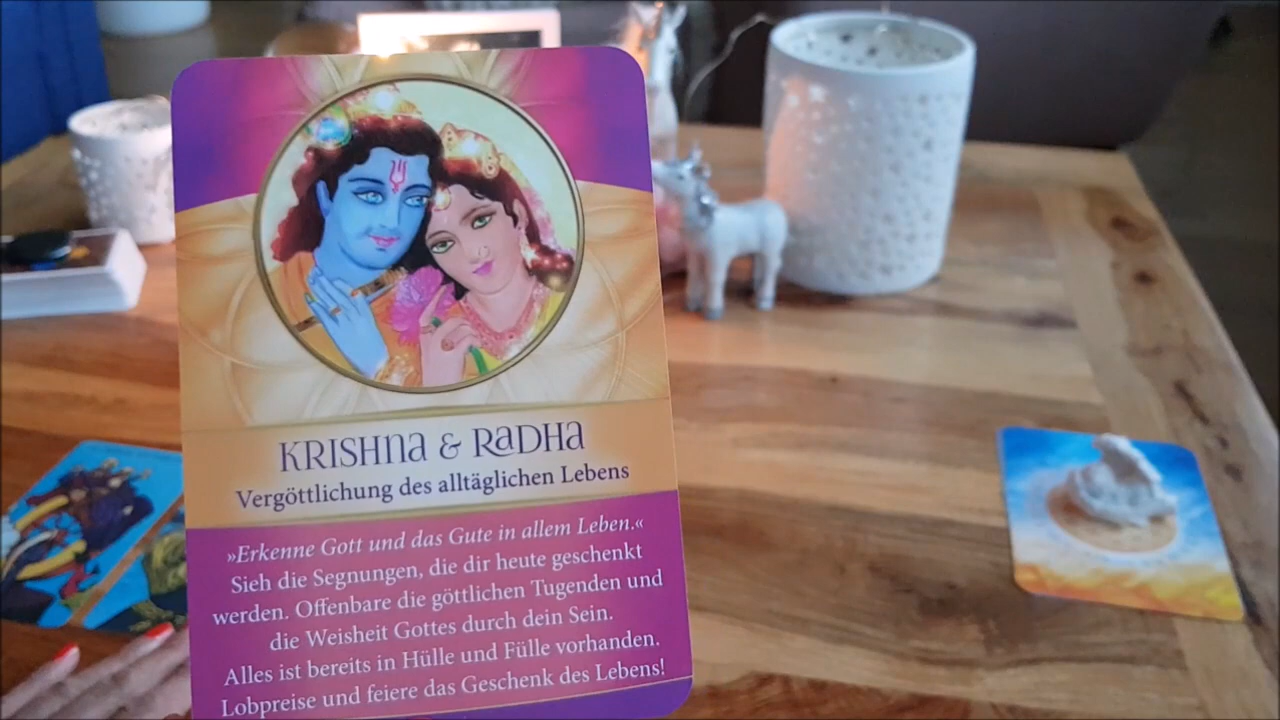 KRISHNA & RADHA
Vergöttlichung des alltäglichen Lebens
»Erkenne Gott und das Gute in allem Leben.«
Sieh die Segnungen, die dir heute geschenkt
werden. Offenbare die göttlichen Tugenden und
die Weisheit Gottes durch dein Sein.
Alles ist bereits in Hülle und Fülle vorhanden.
Lobpreise und feiere das Geschenk des Lebens!